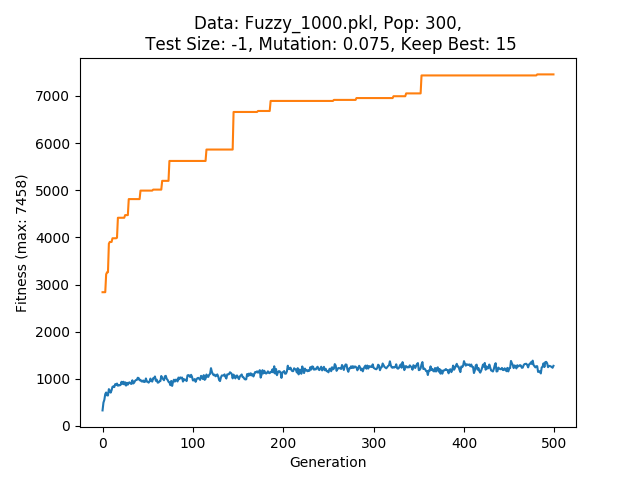 Data: Fuzzy_1000.pkl, Pop: 300,
Test Size: -1, Mutation: 0.075, Keep Best: 15
Fitness (max: 7458)
7000
6000
5000
4000
3000
2000
1000
0
0 100 200 300 400 500
Generation